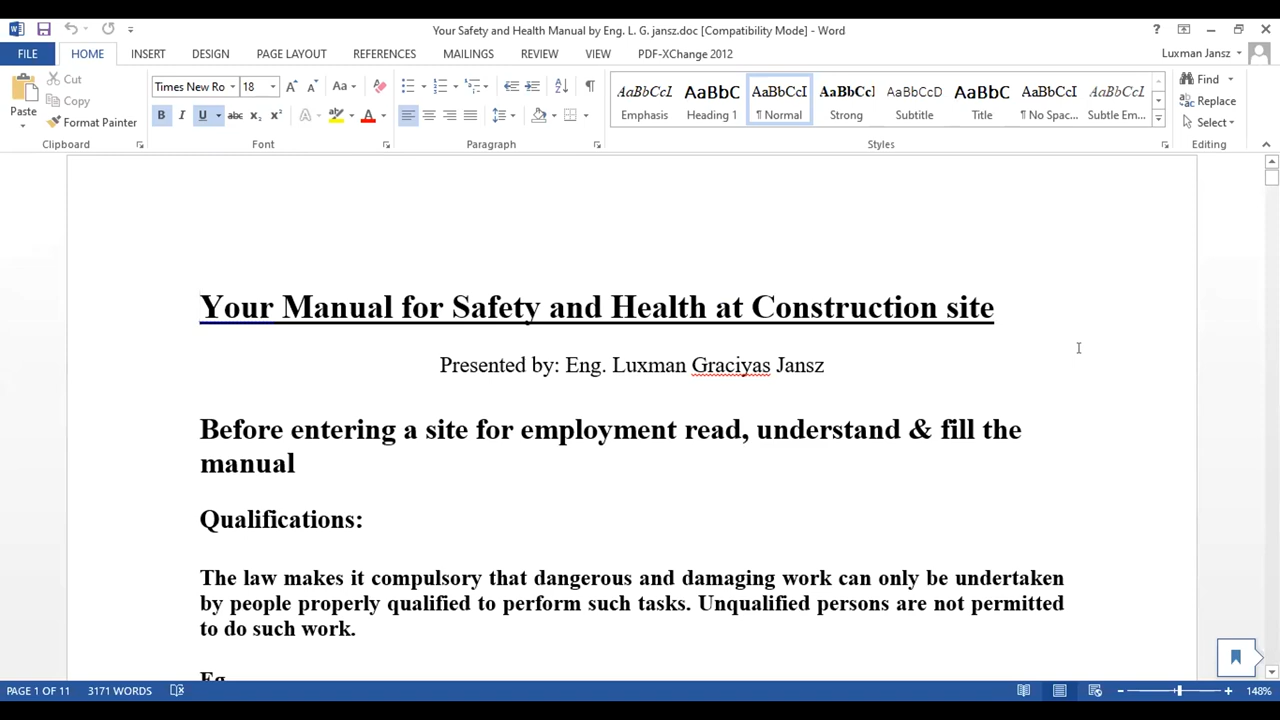 Your Safety and Health Manual by Eng. L. G. jansz.doc [Compatibility Mode] - Word
FILE HOME INSERT DESIGN PAGE LAYOUT REFERENCES MAILINGS REVIEW VIEW PDF-XChange 2012 Luxman Jansz
Paste Cut Copy Format Painter
Clipboard
Times New Ro 18
B I U abc x₂ x² A A
Font
Paragraph
AaBbCcL AaBbC AaBbCcI AaBbCcI AaBbCcD AaBbC AaBbCcI AaBbCcL
Emphasis Heading 1 ¶ Normal Strong Subtitle Title ¶ No Spac... Subtle Em...
Styles
Find
Replace
Select
Editing
Your Manual for Safety and Health at Construction site
Presented by: Eng. Luxman Graciyas Jansz
Before entering a site for employment read, understand & fill the
manual
Qualifications:
The law makes it compulsory that dangerous and damaging work can only be undertaken
by people properly qualified to perform such tasks. Unqualified persons are not permitted
to do such work.
Eg
PAGE 1 OF 11 3171 WORDS 148%